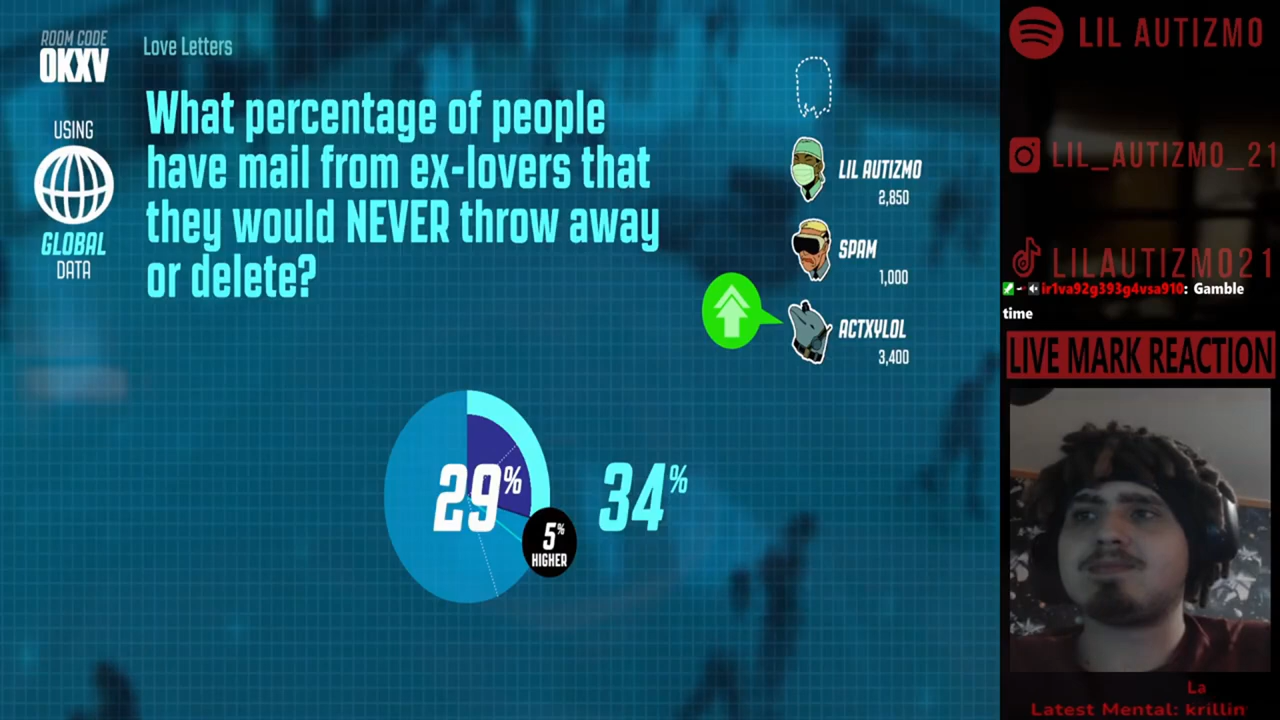 ROOM CODE
OKXV
Love Letters
USING
GLOBAL
DATA
What percentage of people
have mail from ex-lovers that
they would NEVER throw away
or delete?
LIL AUTIZMO
2,850
SPAM
1,000
ACTXYLOL
3,400
29%
34%
5%
HIGHER
LIL AUTIZMO
LIL_AUTIZMO_21
LILAUTIZMO21
ir1va92g393g4vsa910: Gamble
time
LIVE MARK REACTION
La
Latest Mental: krillin